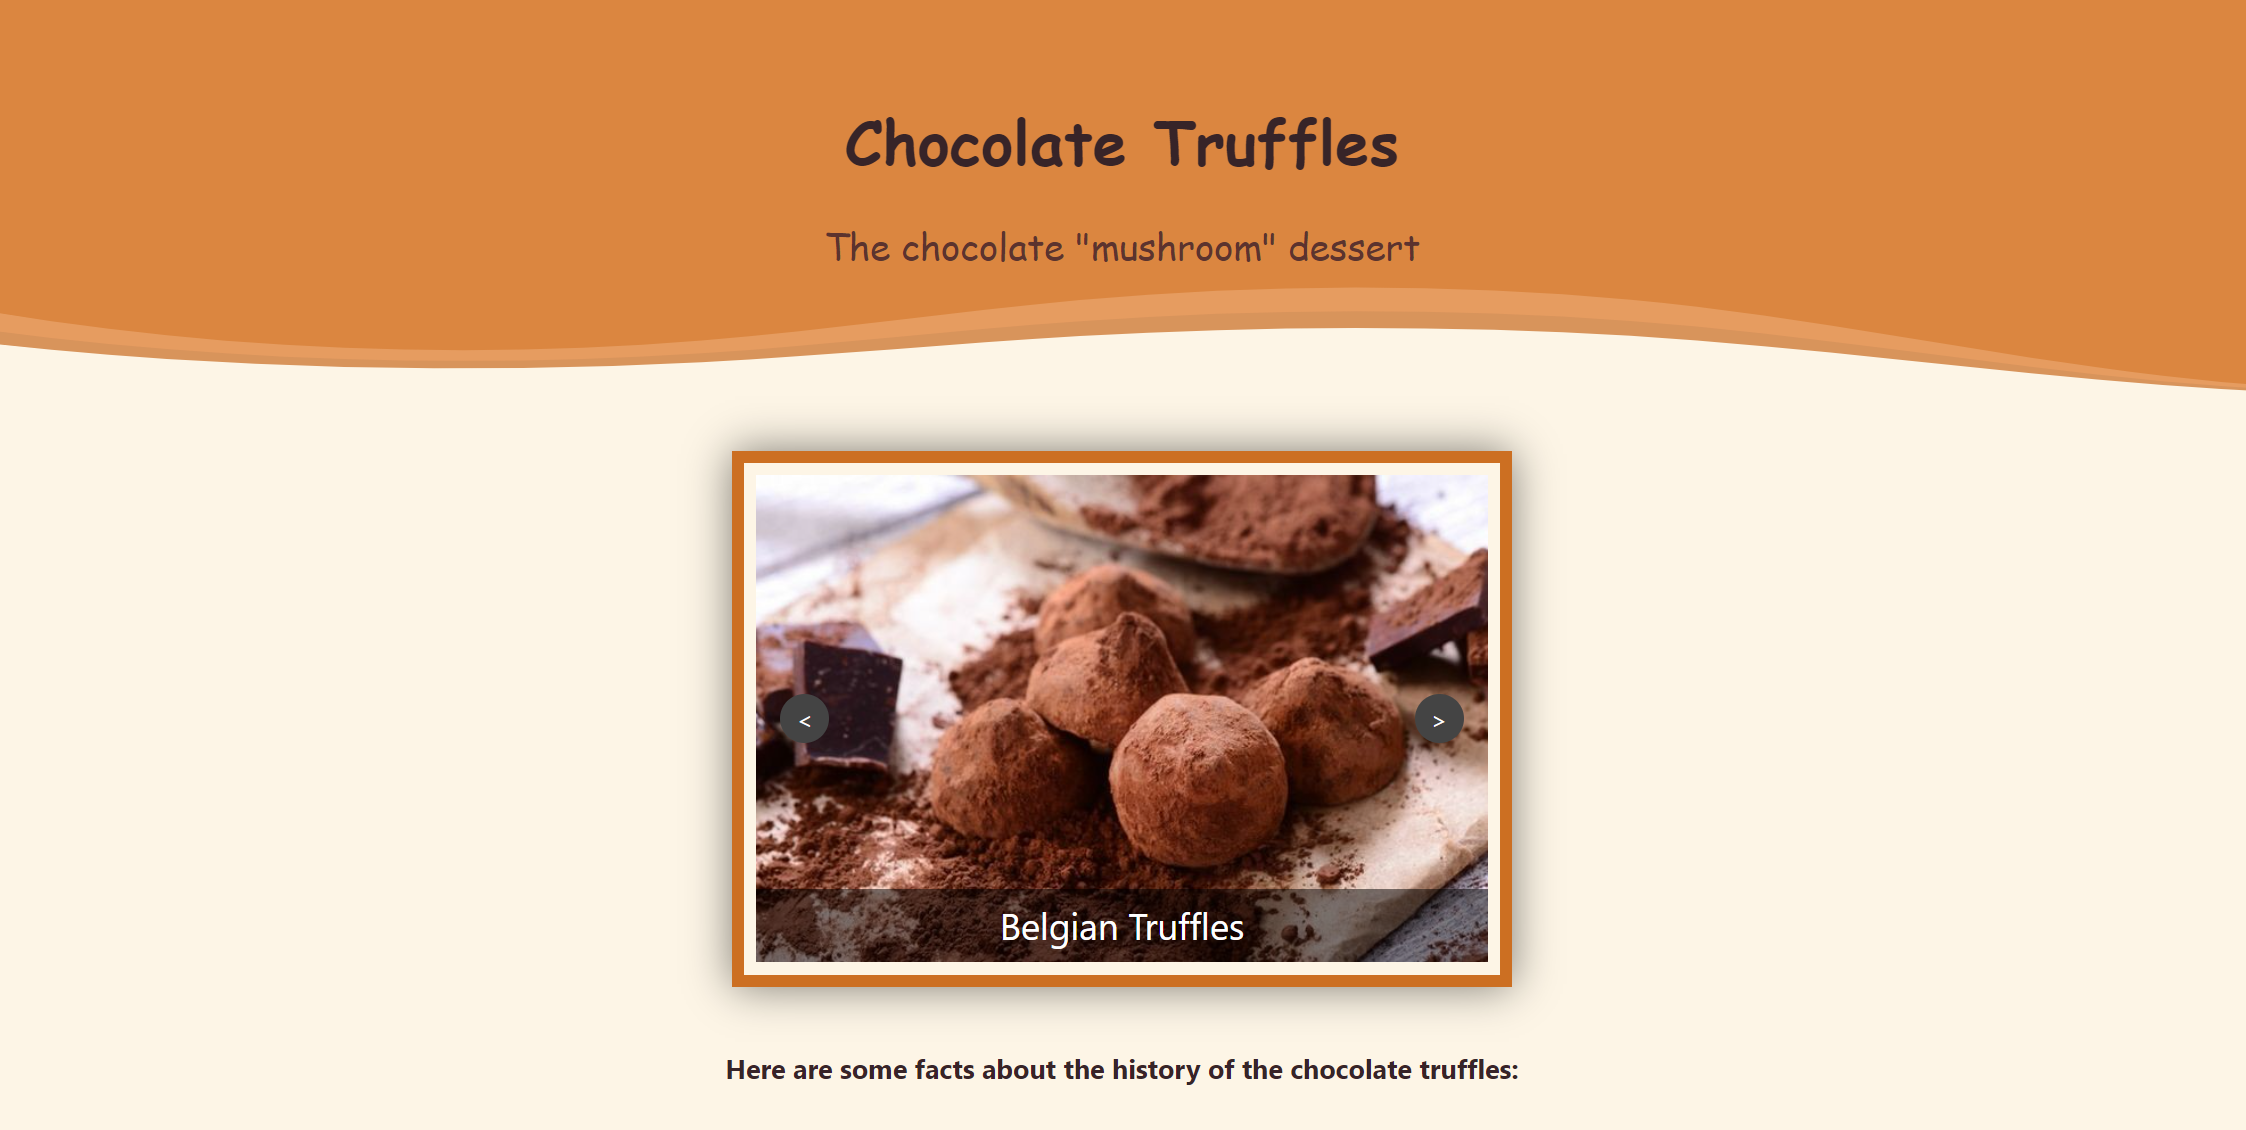 Chocolate Truffles
The chocolate "mushroom" dessert
< >
Belgian Truffles
Here are some facts about the history of the chocolate truffles: